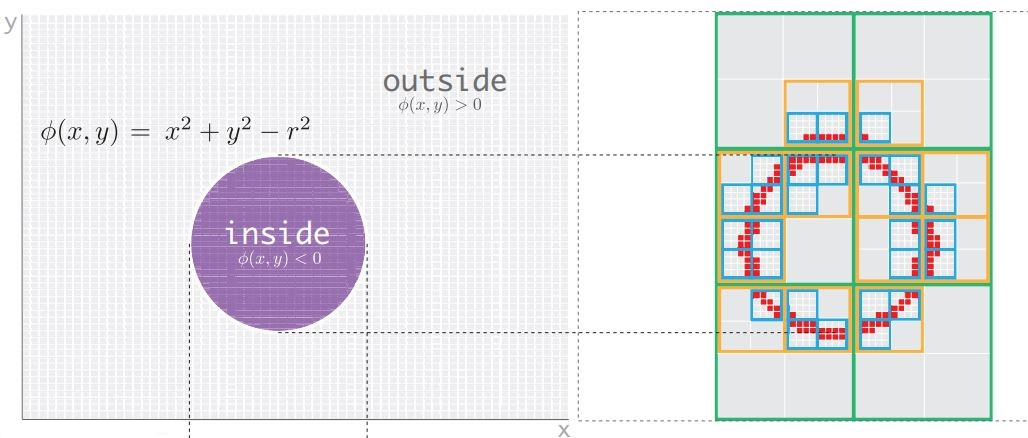 y
outside
ϕ(x, y) > 0
ϕ(x, y) = x² + y² − r²
inside
ϕ(x, y) < 0
x